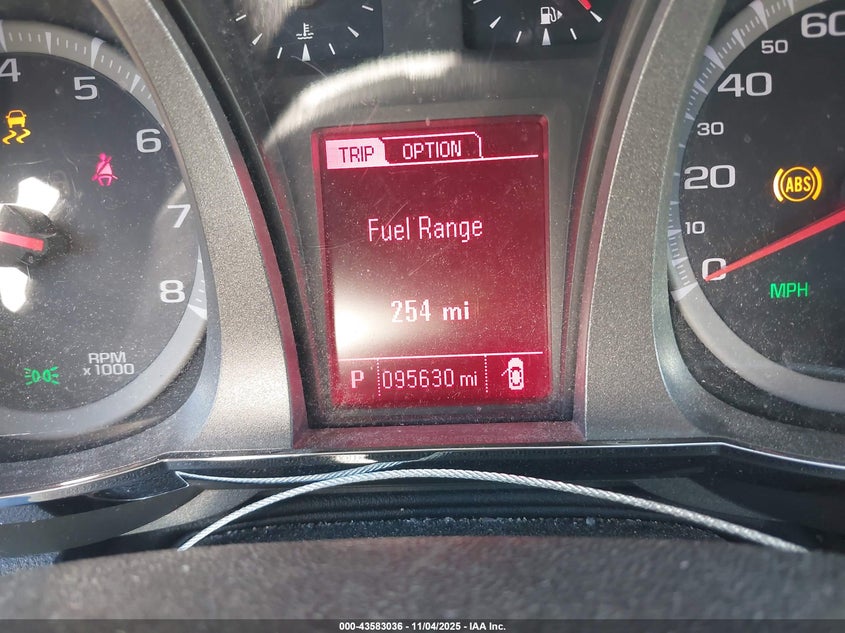 TRIP OPTION
Fuel Range
254 mi
P 095630 mi
4
5
6
7
8
RPM
x1000
0
10
20
30
40
50
60
ABS
MPH
000-43583036 - 11/04/2025 - IAA Inc.